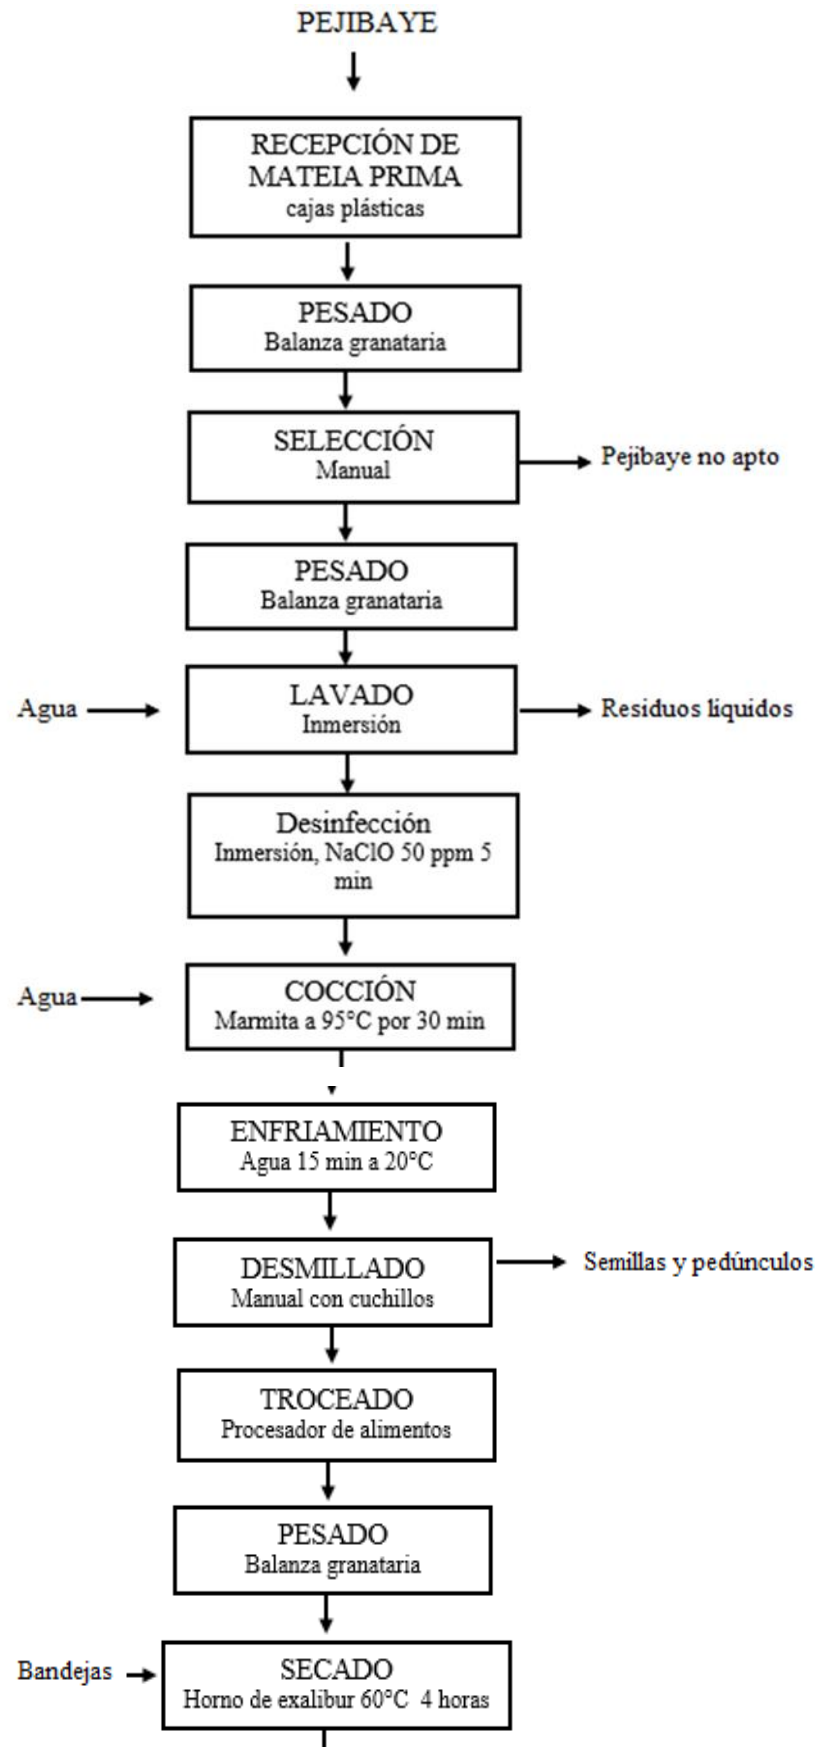 PEJIBAYE
RECEPCIÓN DE
MATEIA PRIMA
cajas plásticas
PESADO
Balanza granataria
SELECCIÓN
Manual
Pejibaye no apto
PESADO
Balanza granataria
Agua
LAVADO
Inmersión
Residuos liquidos
Desinfección
Inmersión, NaClO 50 ppm 5
min
Agua
COCCIÓN
Marmita a 95°C por 30 min
ENFRIAMIENTO
Agua 15 min a 20°C
DESMILLADO
Manual con cuchillos
Semillas y pedúnculos
TROCEADO
Procesador de alimentos
PESADO
Balanza granataria
Bandejas
SECADO
Horno de exalibur 60°C 4 horas